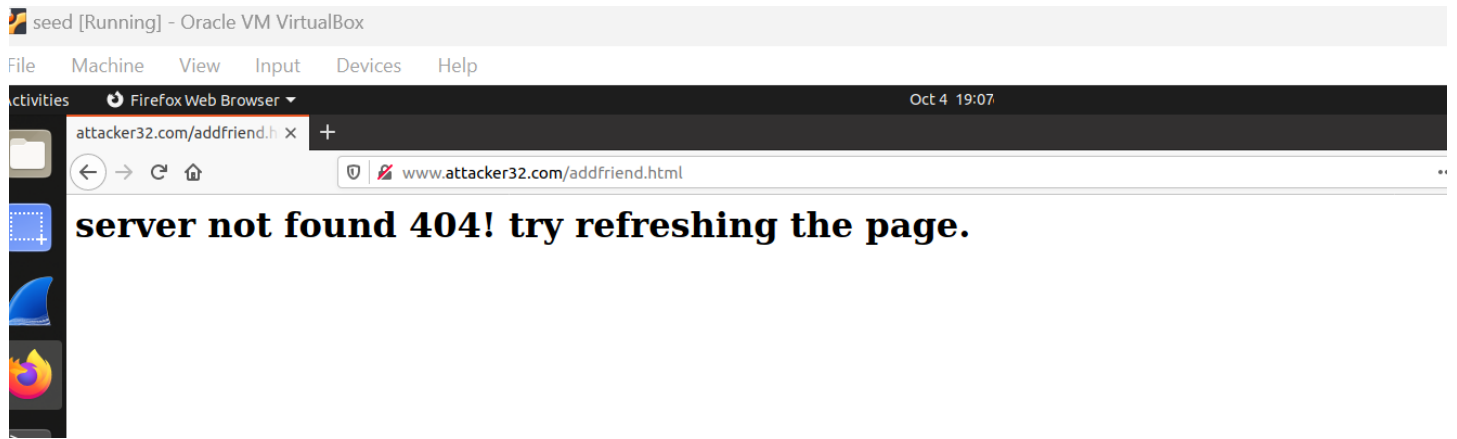 seed [Running] - Oracle VM VirtualBox
File Machine View Input Devices Help
Activities Firefox Web Browser Oct 4 19:07
attacker32.com/addfriend.h
www.attacker32.com/addfriend.html
server not found 404! try refreshing the page.